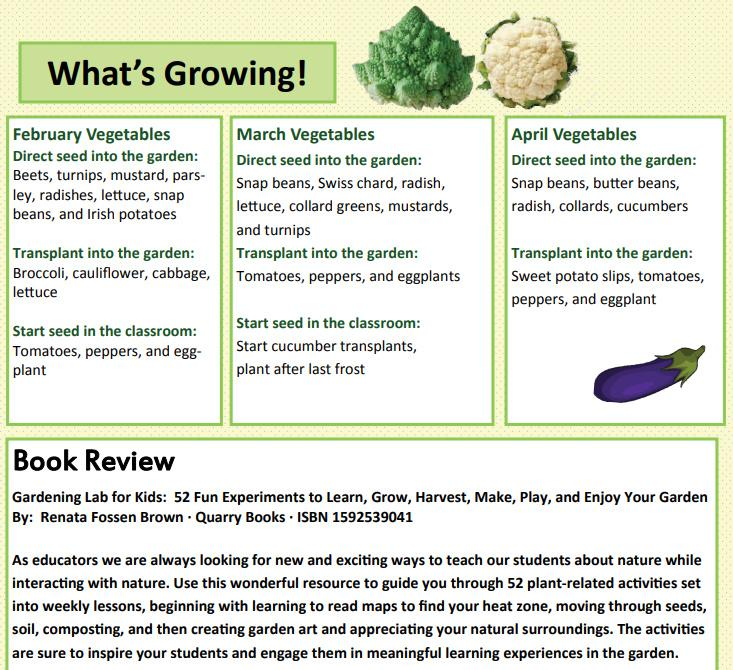 What's Growing!
February Vegetables
Direct seed into the garden:
Beets, turnips, mustard, pars-
ley, radishes, lettuce, snap
beans, and Irish potatoes
Transplant into the garden:
Broccoli, cauliflower, cabbage,
lettuce
Start seed in the classroom:
Tomatoes, peppers, and egg-
plant
March Vegetables
Direct seed into the garden:
Snap beans, Swiss chard, radish,
lettuce, collard greens, mustards,
and turnips
Transplant into the garden:
Tomatoes, peppers, and eggplants
Start seed in the classroom:
Start cucumber transplants,
plant after last frost
April Vegetables
Direct seed into the garden:
Snap beans, butter beans,
radish, collards, cucumbers
Transplant into the garden:
Sweet potato slips, tomatoes,
peppers, and eggplant
Book Review
Gardening Lab for Kids:  52 Fun Experiments to Learn, Grow, Harvest, Make, Play, and Enjoy Your Garden
By:  Renata Fossen Brown · Quarry Books · ISBN 1592539041
As educators we are always looking for new and exciting ways to teach our students about nature while
interacting with nature. Use this wonderful resource to guide you through 52 plant-related activities set
into weekly lessons, beginning with learning to read maps to find your heat zone, moving through seeds,
soil, composting, and then creating garden art and appreciating your natural surroundings. The activities
are sure to inspire your students and engage them in meaningful learning experiences in the garden.